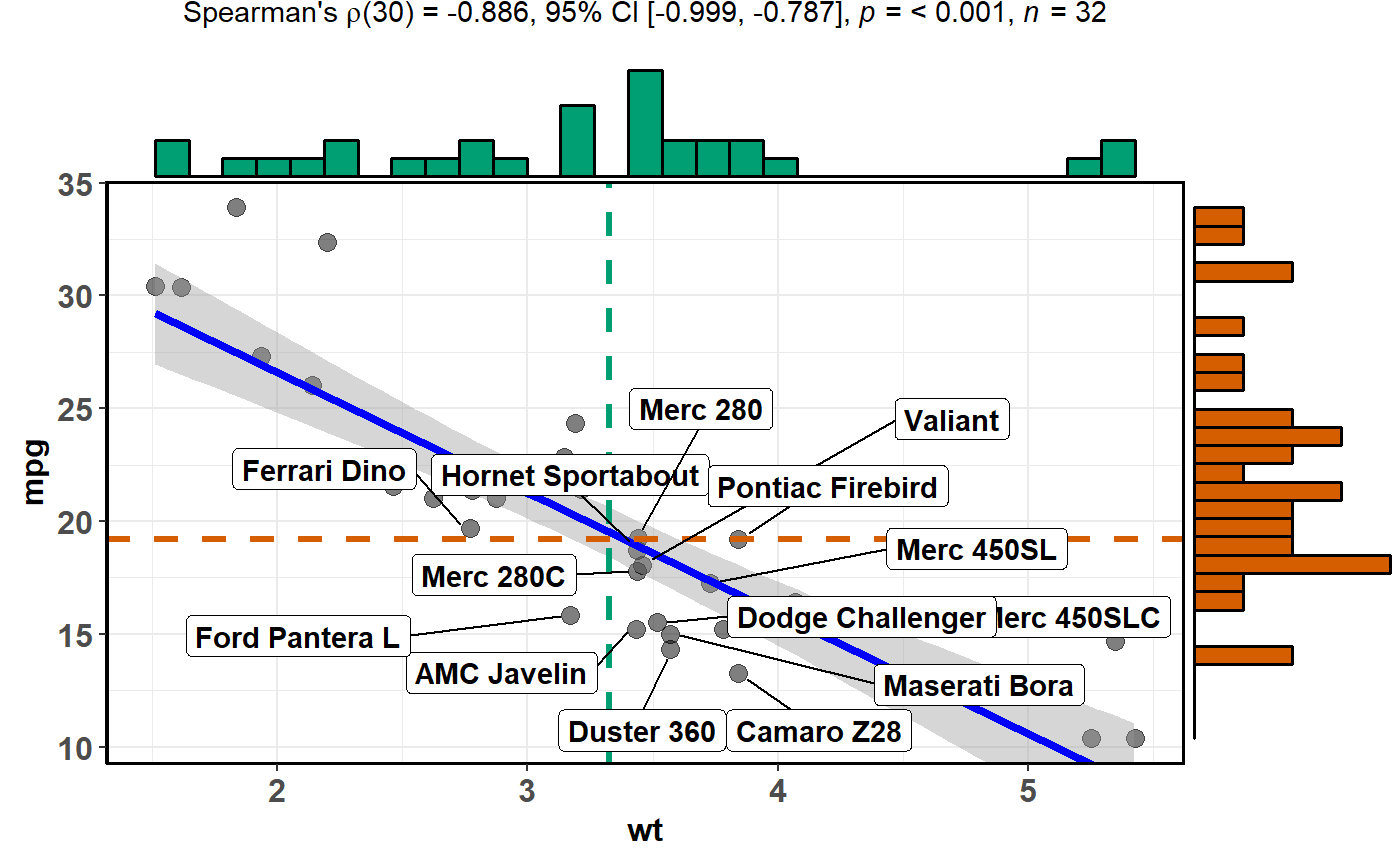 Spearman's ρ(30) = -0.886, 95% CI [-0.999, -0.787], p = < 0.001, n = 32
35
30
25
20
15
10
mpg
Merc 280
Valiant
Ferrari Dino
Hornet Sportabout
Pontiac Firebird
Merc 450SL
Merc 280C
Dodge Challenger
Merc 450SLC
Ford Pantera L
AMC Javelin
Maserati Bora
Duster 360
Camaro Z28
2 3 4 5
wt